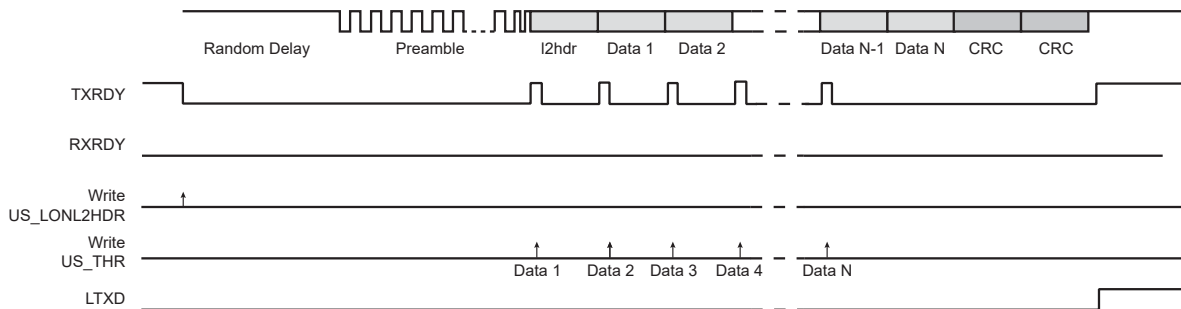 Random Delay Preamble l2hdr Data 1 Data 2 Data N-1 Data N CRC CRC
TXRDY
RXRDY
Write
US_LONL2HDR
Write
US_THR
Data 1 Data 2 Data 3 Data 4 Data N
LTXD